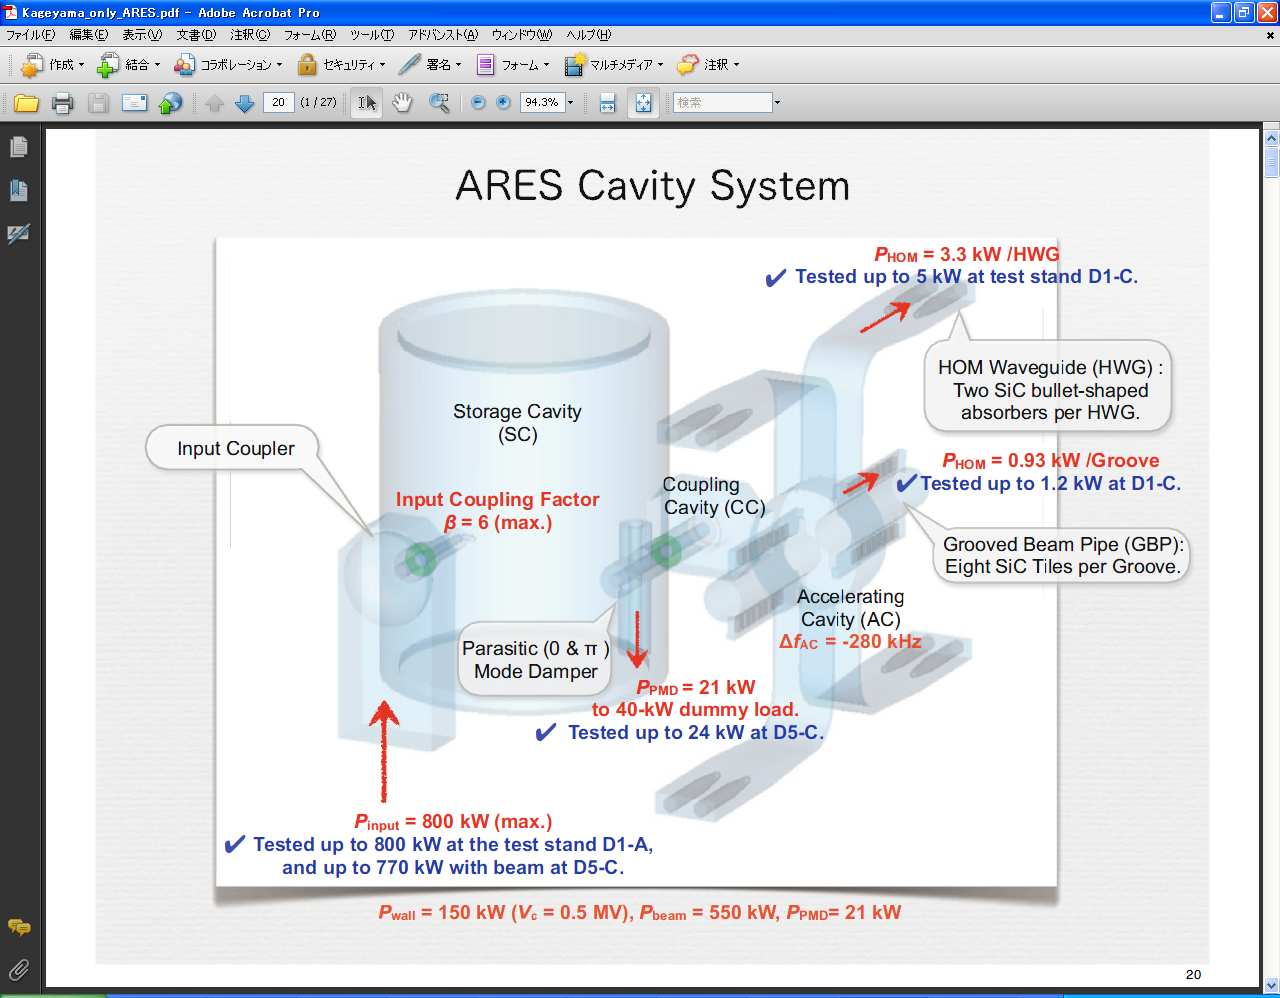 Kageyama_only_ARES.pdf - Adobe Acrobat Pro
ファイル(F) 編集(E) 表示(V) 文書(D) 注釈(C) フォーム(R) ツール(T) アドバンスト(A) ウィンドウ(W) ヘルプ(H)
作成 結合 コラボレーション セキュリティ 署名 フォーム マルチメディア 注釈
20 (1 / 27) 94.3% 検索
ARES Cavity System
PHOM = 3.3 kW /HWG
✔ Tested up to 5 kW at test stand D1-C.
HOM Waveguide (HWG) :
Two SiC bullet-shaped
absorbers per HWG.
Storage Cavity
(SC)
Input Coupler
PHOM = 0.93 kW /Groove
✔ Tested up to 1.2 kW at D1-C.
Coupling
Cavity (CC)
Input Coupling Factor
β = 6 (max.)
Grooved Beam Pipe (GBP):
Eight SiC Tiles per Groove.
Accelerating
Cavity (AC)
ΔfAC = -280 kHz
Parasitic (0 & π )
Mode Damper
PPMD = 21 kW
to 40-kW dummy load.
✔ Tested up to 24 kW at D5-C.
Pinput = 800 kW (max.)
✔ Tested up to 800 kW at the test stand D1-A,
and up to 770 kW with beam at D5-C.
Pwall = 150 kW (Vc = 0.5 MV), Pbeam = 550 kW, PPMD= 21 kW
20